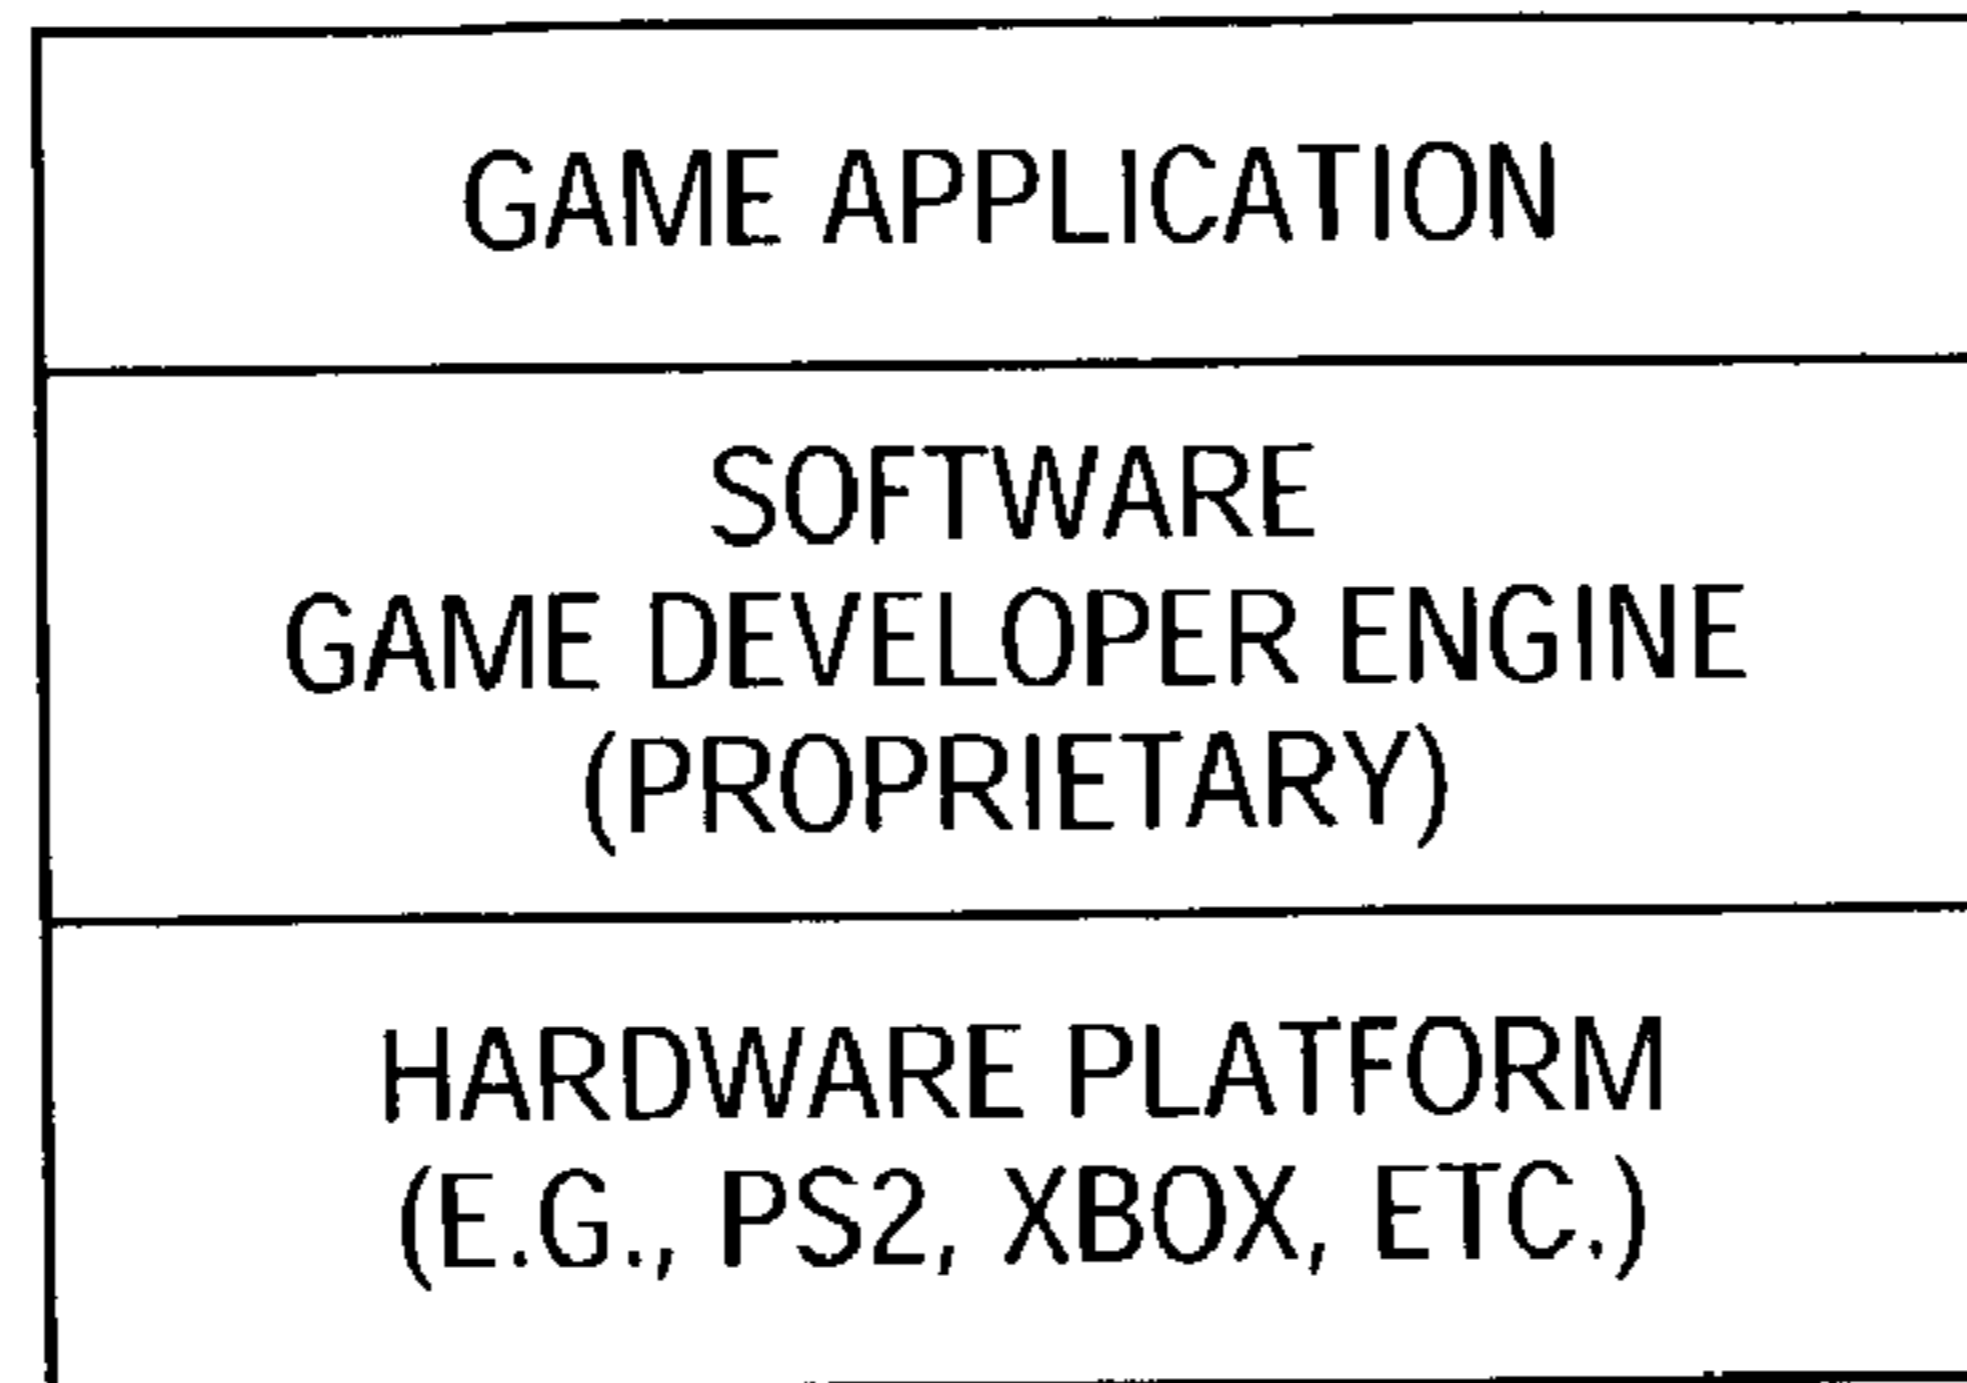 GAME APPLICATION
SOFTWARE
GAME DEVELOPER ENGINE
(PROPRIETARY)
HARDWARE PLATFORM
(E.G., PS2, XBOX, ETC.)